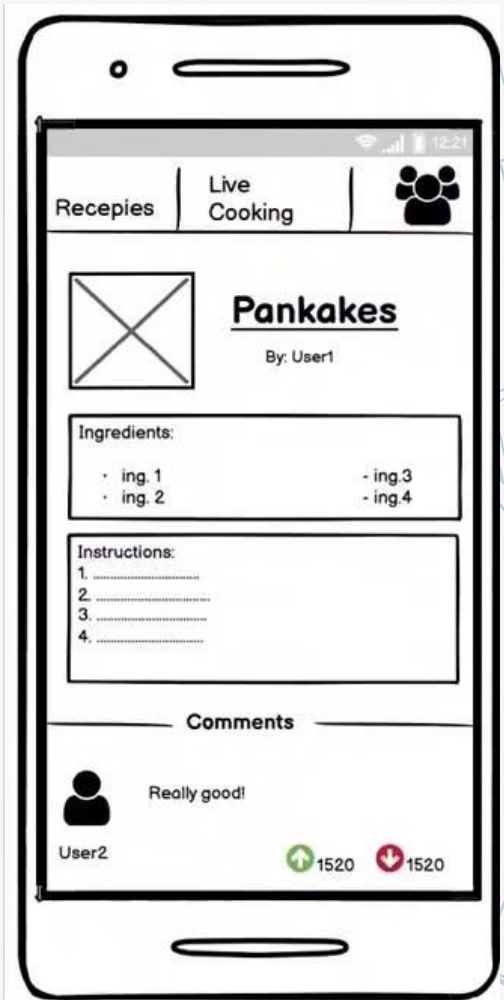 12:21
Recepies
Live
Cooking
Pankakes
By: User1
Ingredients:
· ing. 1
· ing. 2
- ing.3
- ing.4
Instructions:
1. ................................
2. ................................
3. ................................
4. ................................
Comments
Really good!
User2
1520
1520